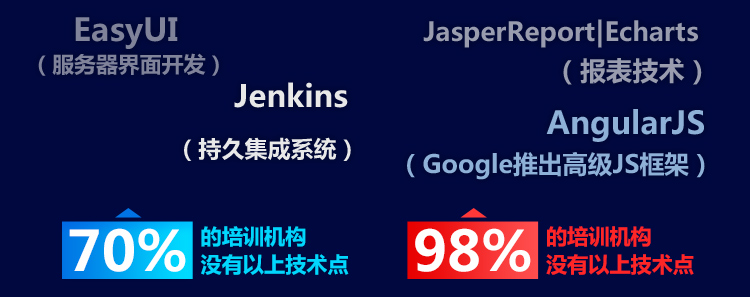 EasyUI
（服务器界面开发）
Jenkins
（持久集成系统）
70%
的培训机构
没有以上技术点
JasperReport|Echarts
（报表技术）
AngularJS
（Google推出高级JS框架）
98%
的培训机构
没有以上技术点